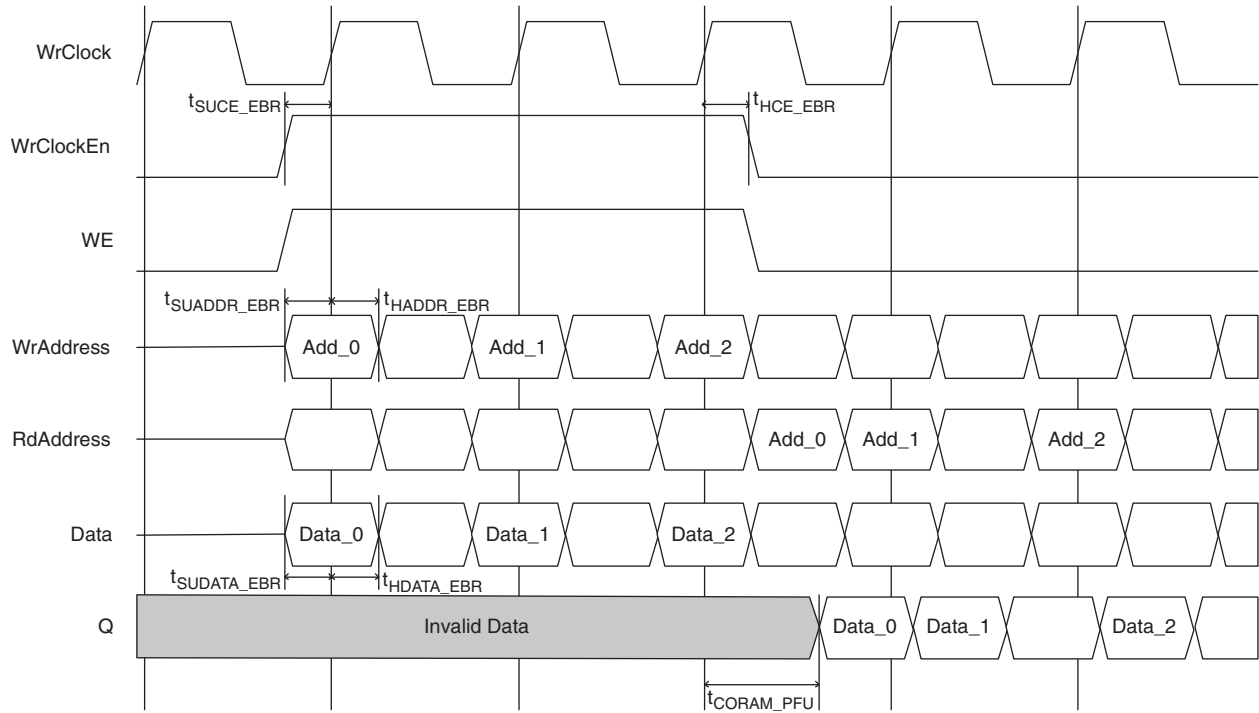 WrClock
tSUCE_EBR tHCE_EBR
WrClockEn
WE
tSUADDR_EBR tHADDR_EBR
WrAddress Add_0 Add_1 Add_2
RdAddress Add_0 Add_1 Add_2
Data Data_0 Data_1 Data_2
tSUDATA_EBR tHDATA_EBR
Q Invalid Data Data_0 Data_1 Data_2
tCORAM_PFU